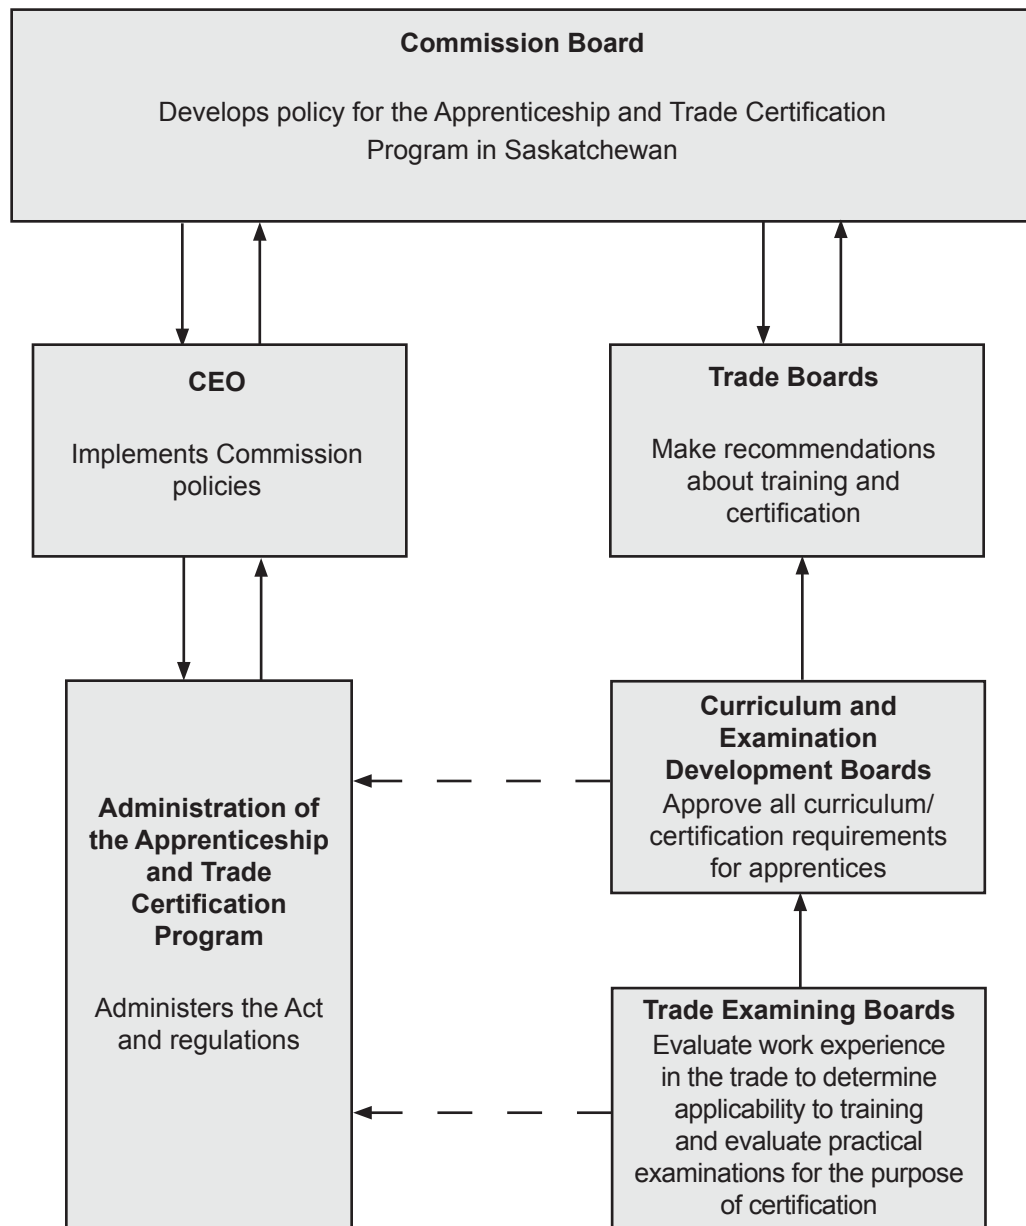 Commission Board
Develops policy for the Apprenticeship and Trade Certification
Program in Saskatchewan
CEO
Implements Commission
policies
Trade Boards
Make recommendations
about training and
certification
Administration of
the Apprenticeship
and Trade
Certification
Program
Administers the Act
and regulations
Curriculum and
Examination
Development Boards
Approve all curriculum/
certification requirements
for apprentices
Trade Examining Boards
Evaluate work experience
in the trade to determine
applicability to training
and evaluate practical
examinations for the purpose
of certification